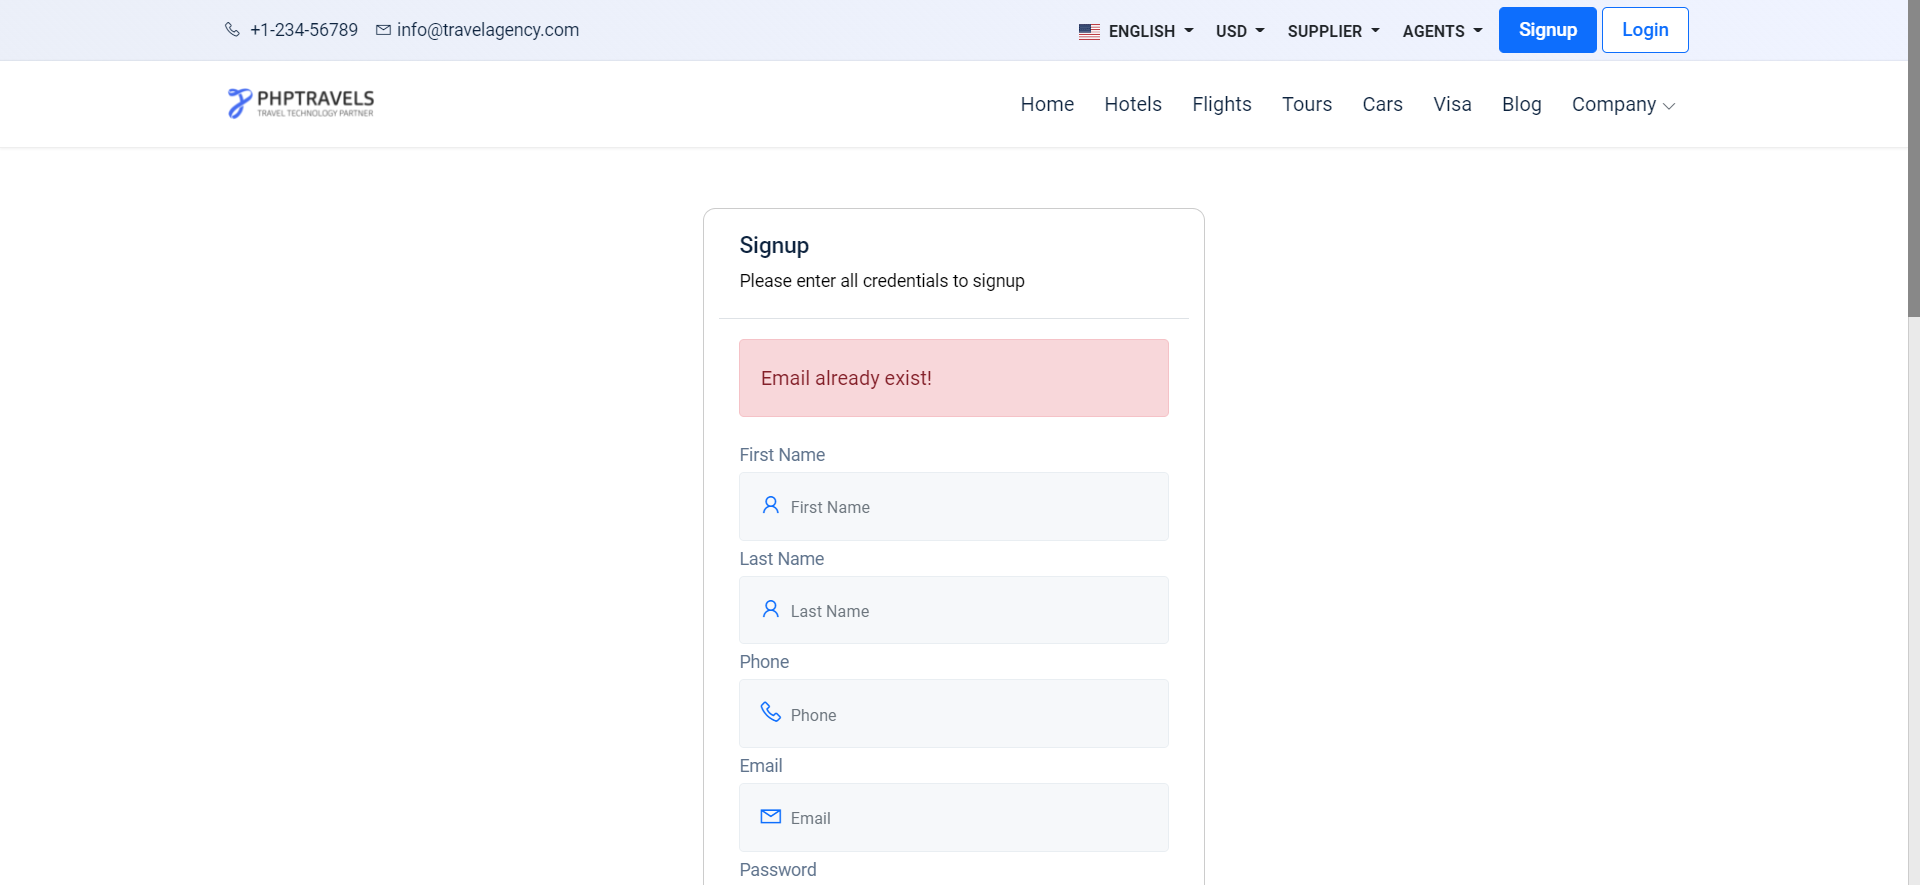 +1-234-56789 info@travelagency.com ENGLISH USD SUPPLIER AGENTS Signup Login
PHPTRAVELS
TRAVEL TECHNOLOGY PARTNER
Home Hotels Flights Tours Cars Visa Blog Company
Signup
Please enter all credentials to signup
Email already exist!
First Name
First Name
Last Name
Last Name
Phone
Phone
Email
Email
Password